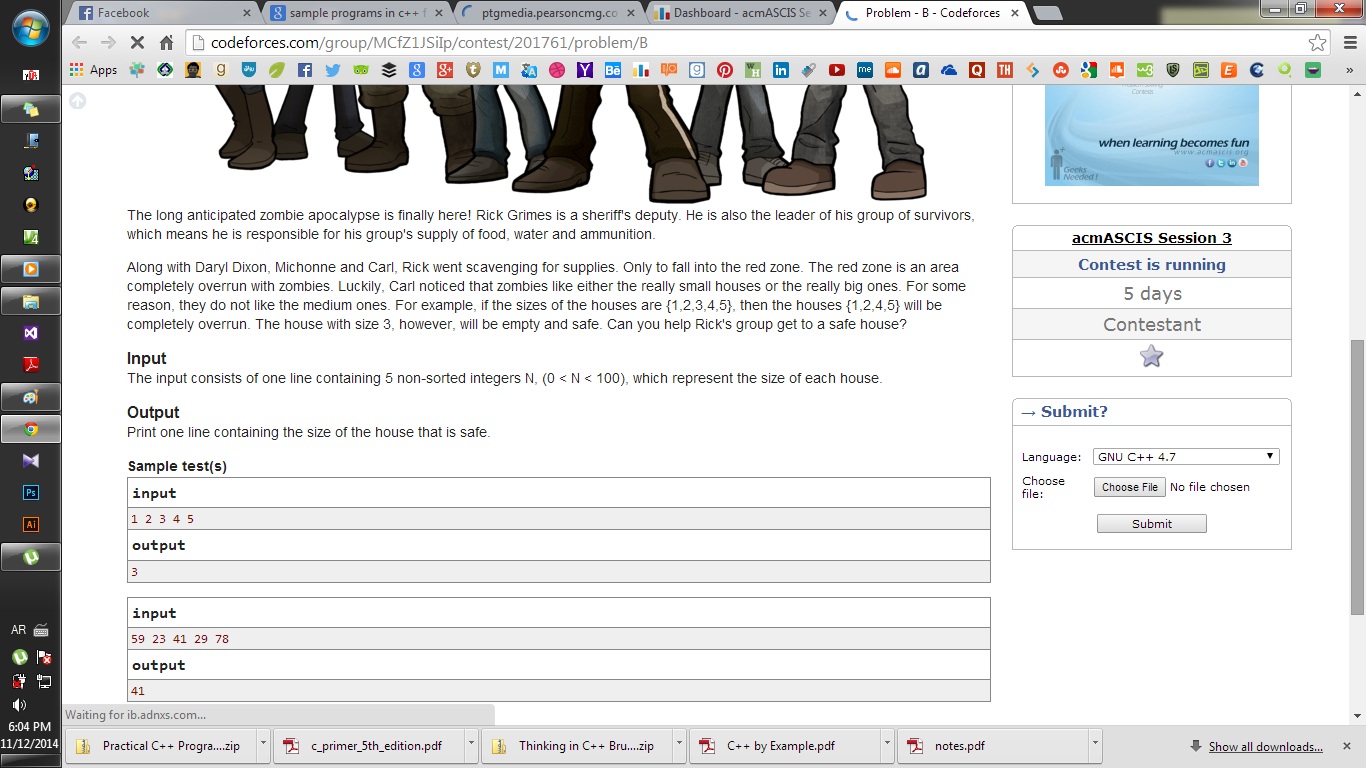 Facebook
sample programs in c++ f
ptgmedia.pearsoncmg.co
Dashboard - acmASCIS Se
Problem - B - Codeforces
codeforces.com/group/MCfZ1JSiIp/contest/201761/problem/B
Apps
when learning becomes fun
www.acmascis.org
Geeks
Needed !
The long anticipated zombie apocalypse is finally here! Rick Grimes is a sheriff's deputy. He is also the leader of his group of survivors,
which means he is responsible for his group's supply of food, water and ammunition.
Along with Daryl Dixon, Michonne and Carl, Rick went scavenging for supplies. Only to fall into the red zone. The red zone is an area
completely overrun with zombies. Luckily, Carl noticed that zombies like either the really small houses or the really big ones. For some
reason, they do not like the medium ones. For example, if the sizes of the houses are {1,2,3,4,5}, then the houses {1,2,4,5} will be
completely overrun. The house with size 3, however, will be empty and safe. Can you help Rick's group get to a safe house?
Input
The input consists of one line containing 5 non-sorted integers N, (0 < N < 100), which represent the size of each house.
Output
Print one line containing the size of the house that is safe.
Sample test(s)
input
1 2 3 4 5
output
3
input
59 23 41 29 78
output
41
acmASCIS Session 3
Contest is running
5 days
Contestant
→ Submit?
Language:
GNU C++ 4.7
Choose
file:
Choose File
No file chosen
Submit
Waiting for ib.adnxs.com...
AR
6:04 PM
11/12/2014
Practical C++ Progra....zip
c_primer_5th_edition.pdf
Thinking in C++ Bru....zip
C++ by Example.pdf
notes.pdf
Show all downloads...